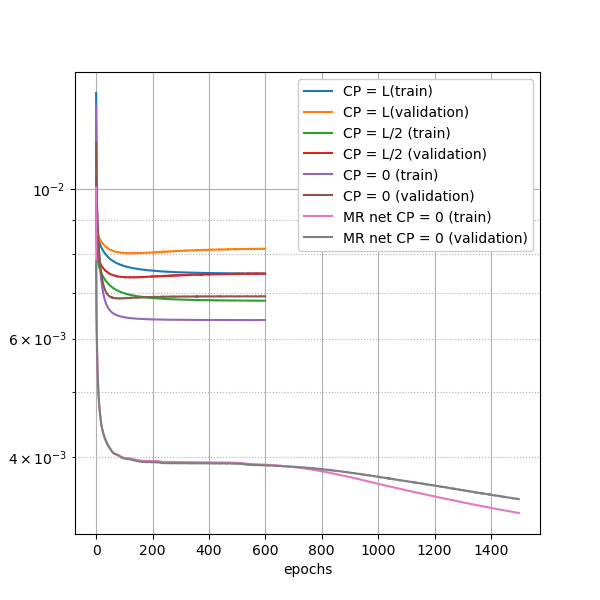 CP = L(train)
CP = L(validation)
CP = L/2 (train)
CP = L/2 (validation)
CP = 0 (train)
CP = 0 (validation)
MR net CP = 0 (train)
MR net CP = 0 (validation)
10⁻²
6 × 10⁻³
4 × 10⁻³
0 200 400 600 800 1000 1200 1400
epochs